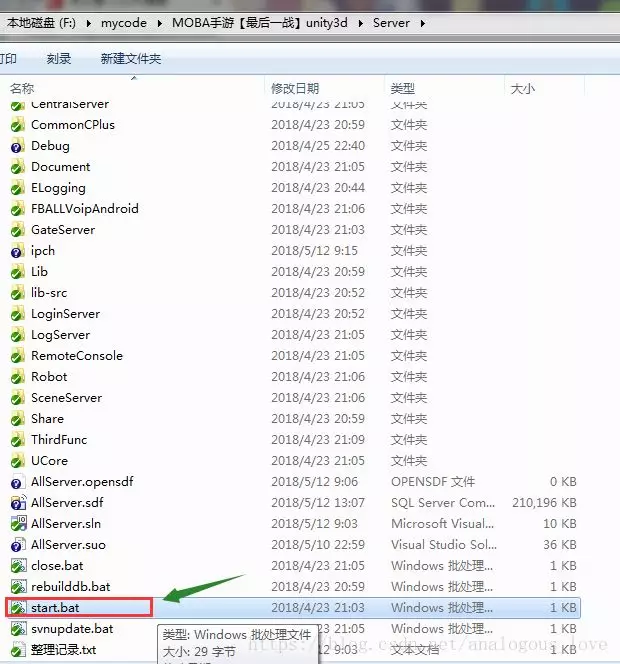 本地磁盘 (F:) ▸ mycode ▸ MOBA手游【最后一战】unity3d ▸ Server ▸
打印 刻录 新建文件夹
名称 修改日期 类型 大小
CentralServer 2018/4/23 21:05 文件夹
CommonCPlus 2018/4/23 20:59 文件夹
Debug 2018/4/25 22:40 文件夹
Document 2018/4/23 21:05 文件夹
ELogging 2018/4/23 20:44 文件夹
FBALLVoipAndroid 2018/4/23 21:06 文件夹
GateServer 2018/4/23 21:03 文件夹
ipch 2018/5/12 9:15 文件夹
Lib 2018/4/23 20:59 文件夹
lib-src 2018/4/23 20:52 文件夹
LoginServer 2018/4/23 20:52 文件夹
LogServer 2018/4/23 21:05 文件夹
RemoteConsole 2018/4/23 21:05 文件夹
Robot 2018/4/23 21:06 文件夹
SceneServer 2018/4/23 21:06 文件夹
Share 2018/4/23 20:59 文件夹
ThirdFunc 2018/4/23 21:09 文件夹
UCore 2018/4/23 21:05 文件夹
AllServer.opensdf 2018/5/12 9:06 OPENSDF 文件 0 KB
AllServer.sdf 2018/5/12 13:07 SQL Server Com... 210,196 KB
AllServer.sln 2018/5/12 9:03 Microsoft Visual... 10 KB
AllServer.suo 2018/5/10 22:59 Visual Studio Sol... 36 KB
close.bat 2018/4/23 21:05 Windows 批处理... 1 KB
rebuilddb.bat 2018/4/23 20:59 Windows 批处理... 1 KB
start.bat 2018/4/23 21:03 Windows 批处理... 1 KB
svnupdate.bat 2018/4/23 21:05 Windows 批处理... 1 KB
整理记录.txt 12 9:03 文本文档 1 KB
类型: Windows 批处理文件
大小: 29 字节
https://blog.csdn.net/analogous_love